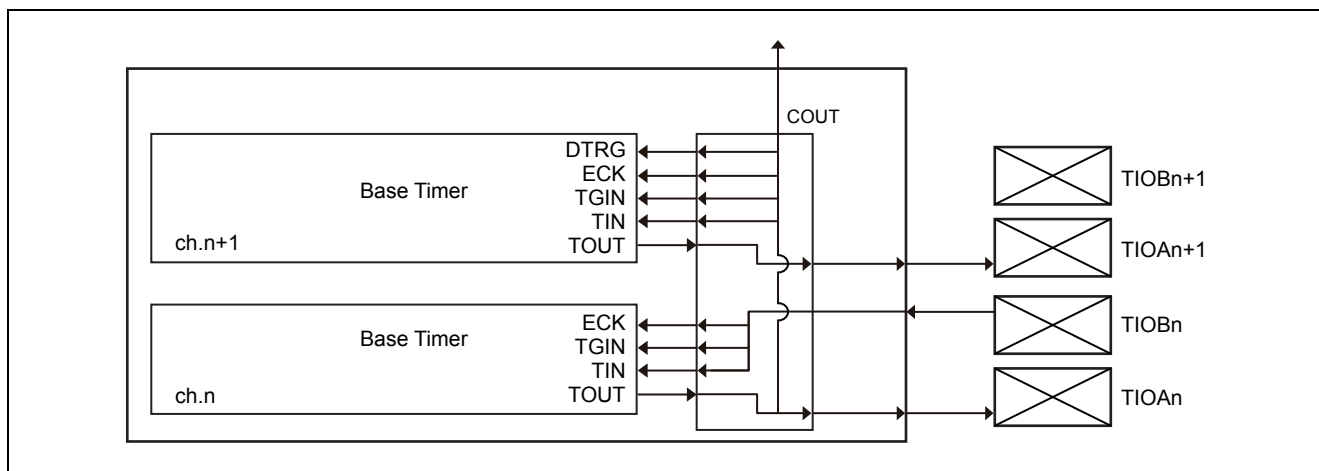 COUT
DTRG
ECK
TGIN
TIN
TOUT
Base Timer
ch.n+1
TIOBn+1
TIOAn+1
ECK
TGIN
TIN
TOUT
Base Timer
ch.n
TIOBn
TIOAn